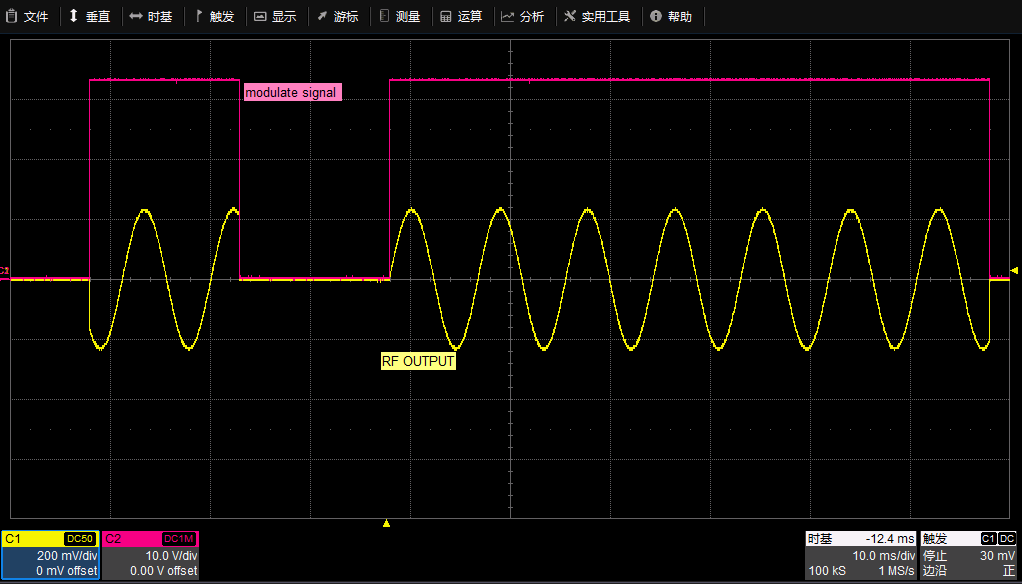 文件 垂直 时基 触发 显示 游标 测量 运算 分析 实用工具 帮助
modulate signal
C1
RF OUTPUT
C1 DC50 C2 DC1M 时基 -12.4 ms 触发 C1 DC
200 mV/div 10.0 V/div 10.0 ms/div 停止 30 mV
0 mV offset 0.00 V offset 100 kS 1 MS/s 边沿 正